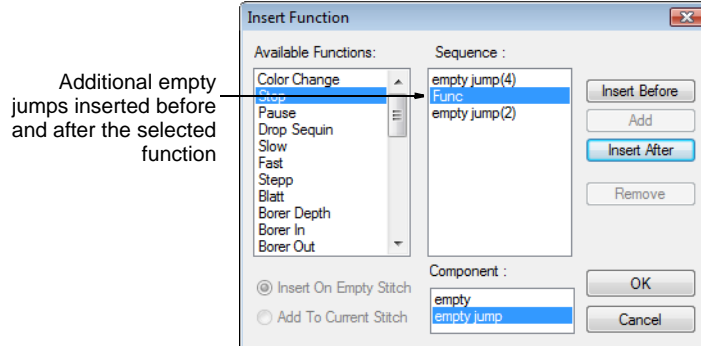 Insert Function
Available Functions:
Sequence :
Additional empty
jumps inserted before
and after the selected
function
Color Change
Stop
Pause
Drop Sequin
Slow
Fast
Stepp
Blatt
Borer Depth
Borer In
Borer Out
empty jump(4)
Func
empty jump(2)
Insert Before
Add
Insert After
Remove
Insert On Empty Stitch
Add To Current Stitch
Component :
empty
empty jump
OK
Cancel